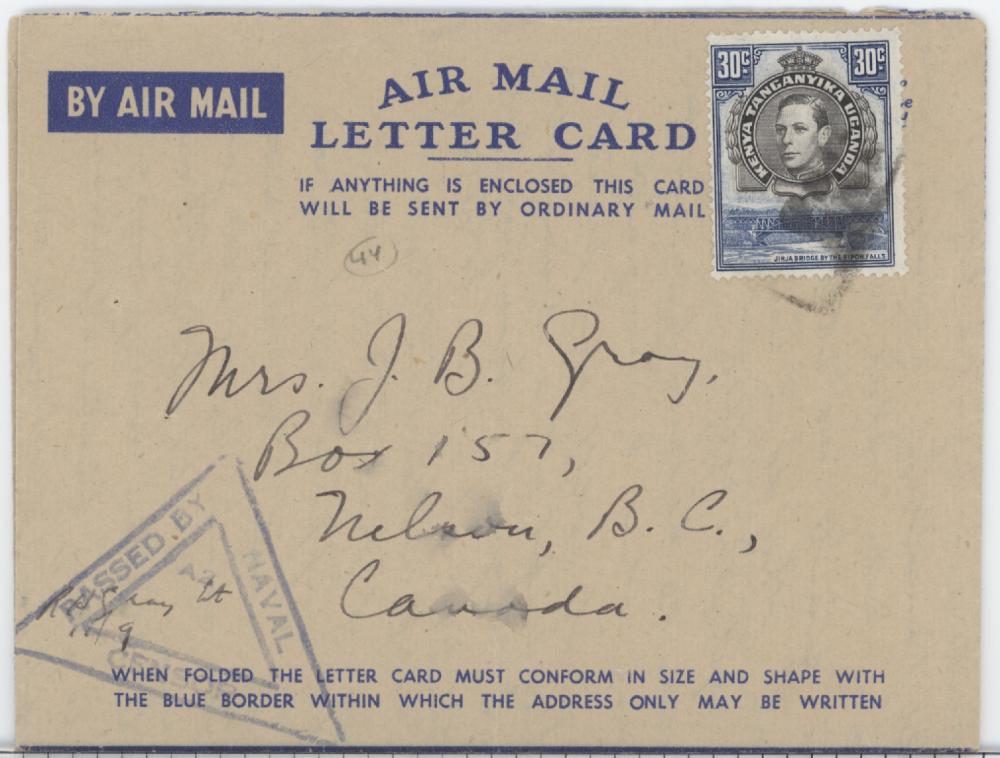 BY AIR MAIL
AIR MAIL
LETTER CARD
IF ANYTHING IS ENCLOSED THIS CARD
WILL BE SENT BY ORDINARY MAIL
30c 30c
KENYA TANGANYIKA UGANDA
JINJA BRIDGE BY THE RIPON FALLS
44
Mrs. J. B. Gray,
Box 157,
Nelson, B. C.,
Canada.
PASSED BY
NAVAL
CENSOR
Gray Lt
WHEN FOLDED THE LETTER CARD MUST CONFORM IN SIZE AND SHAPE WITH
THE BLUE BORDER WITHIN WHICH THE ADDRESS ONLY MAY BE WRITTEN